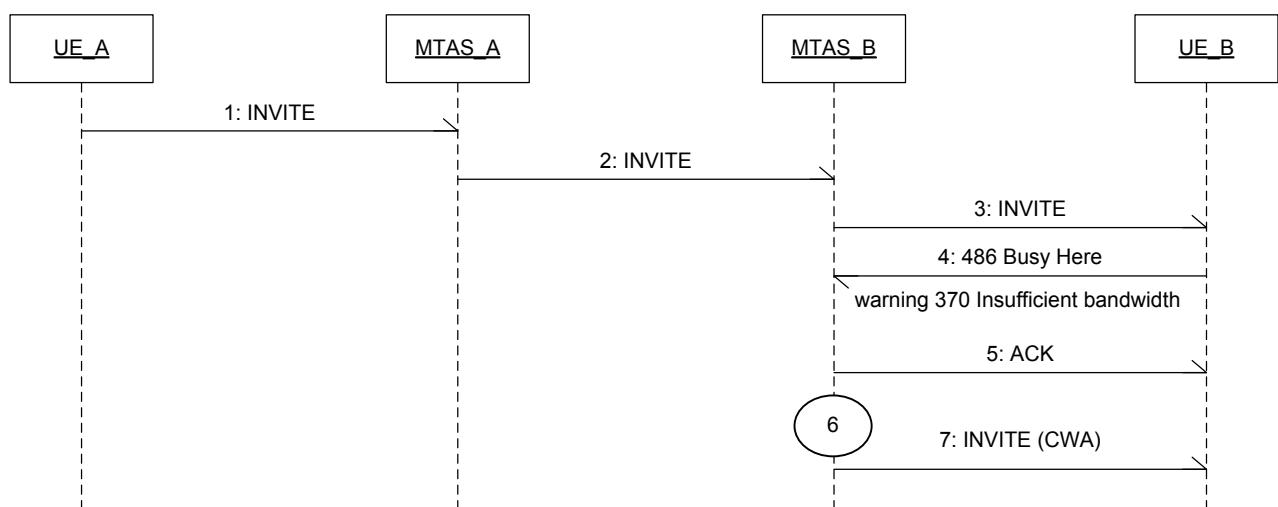 UE_A
MTAS_A
MTAS_B
UE_B
1: INVITE
2: INVITE
3: INVITE
4: 486 Busy Here
warning 370 Insufficient bandwidth
5: ACK
6
7: INVITE (CWA)